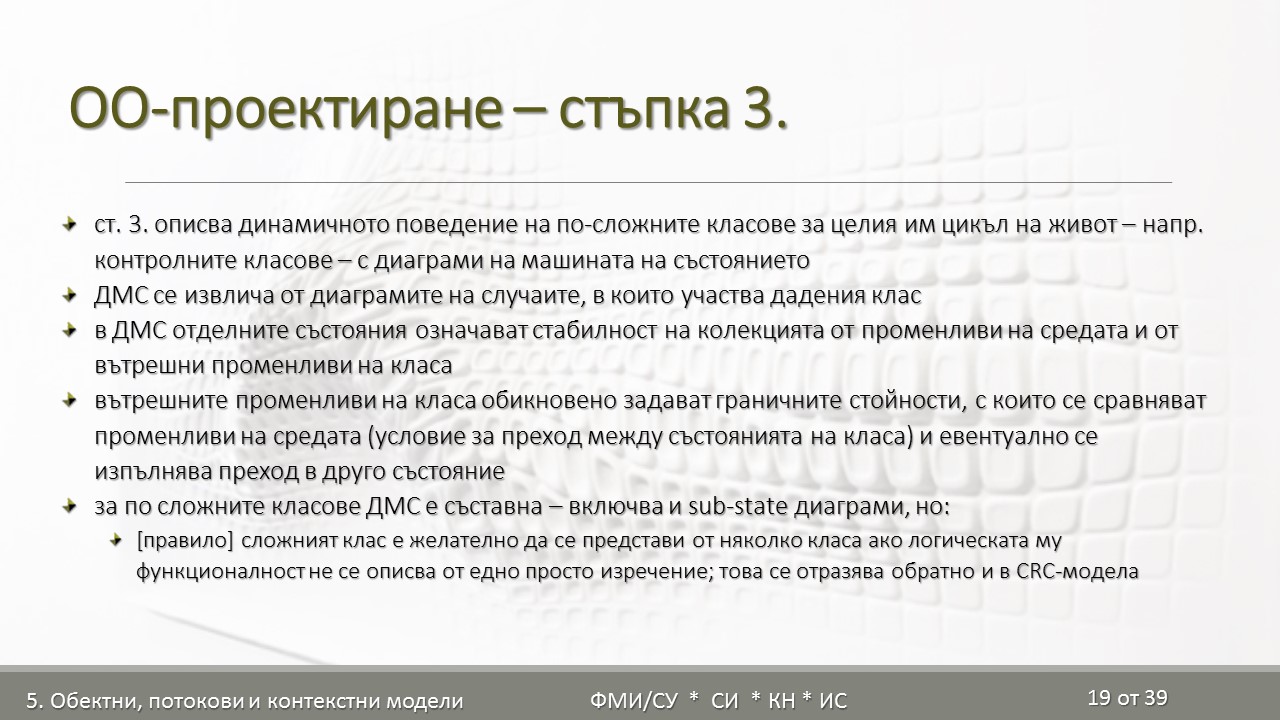 ОО-проектиране – стъпка 3.
ст. 3. описва динамичното поведение на по-сложните класове за целия им цикъл на живот – напр.
контролните класове – с диаграми на машината на състоянието
ДМС се извлича от диаграмите на случаите, в които участва дадения клас
в ДМС отделните състояния означават стабилност на колекцията от променливи на средата и от
вътрешни променливи на класа
вътрешните променливи на класа обикновено задават граничните стойности, с които се сравняват
променливи на средата (условие за преход между състоянията на класа) и евентуално се
изпълнява преход в друго състояние
за по сложните класове ДМС е съставна – включва и sub-state диаграми, но:
[правило] сложният клас е желателно да се представи от няколко класа ако логическата му
функционалност не се описва от едно просто изречение; това се отразява обратно и в CRC-модела
5. Обектни, потокови и контекстни модели
ФМИ/СУ * СИ * КН * ИС
19 от 39